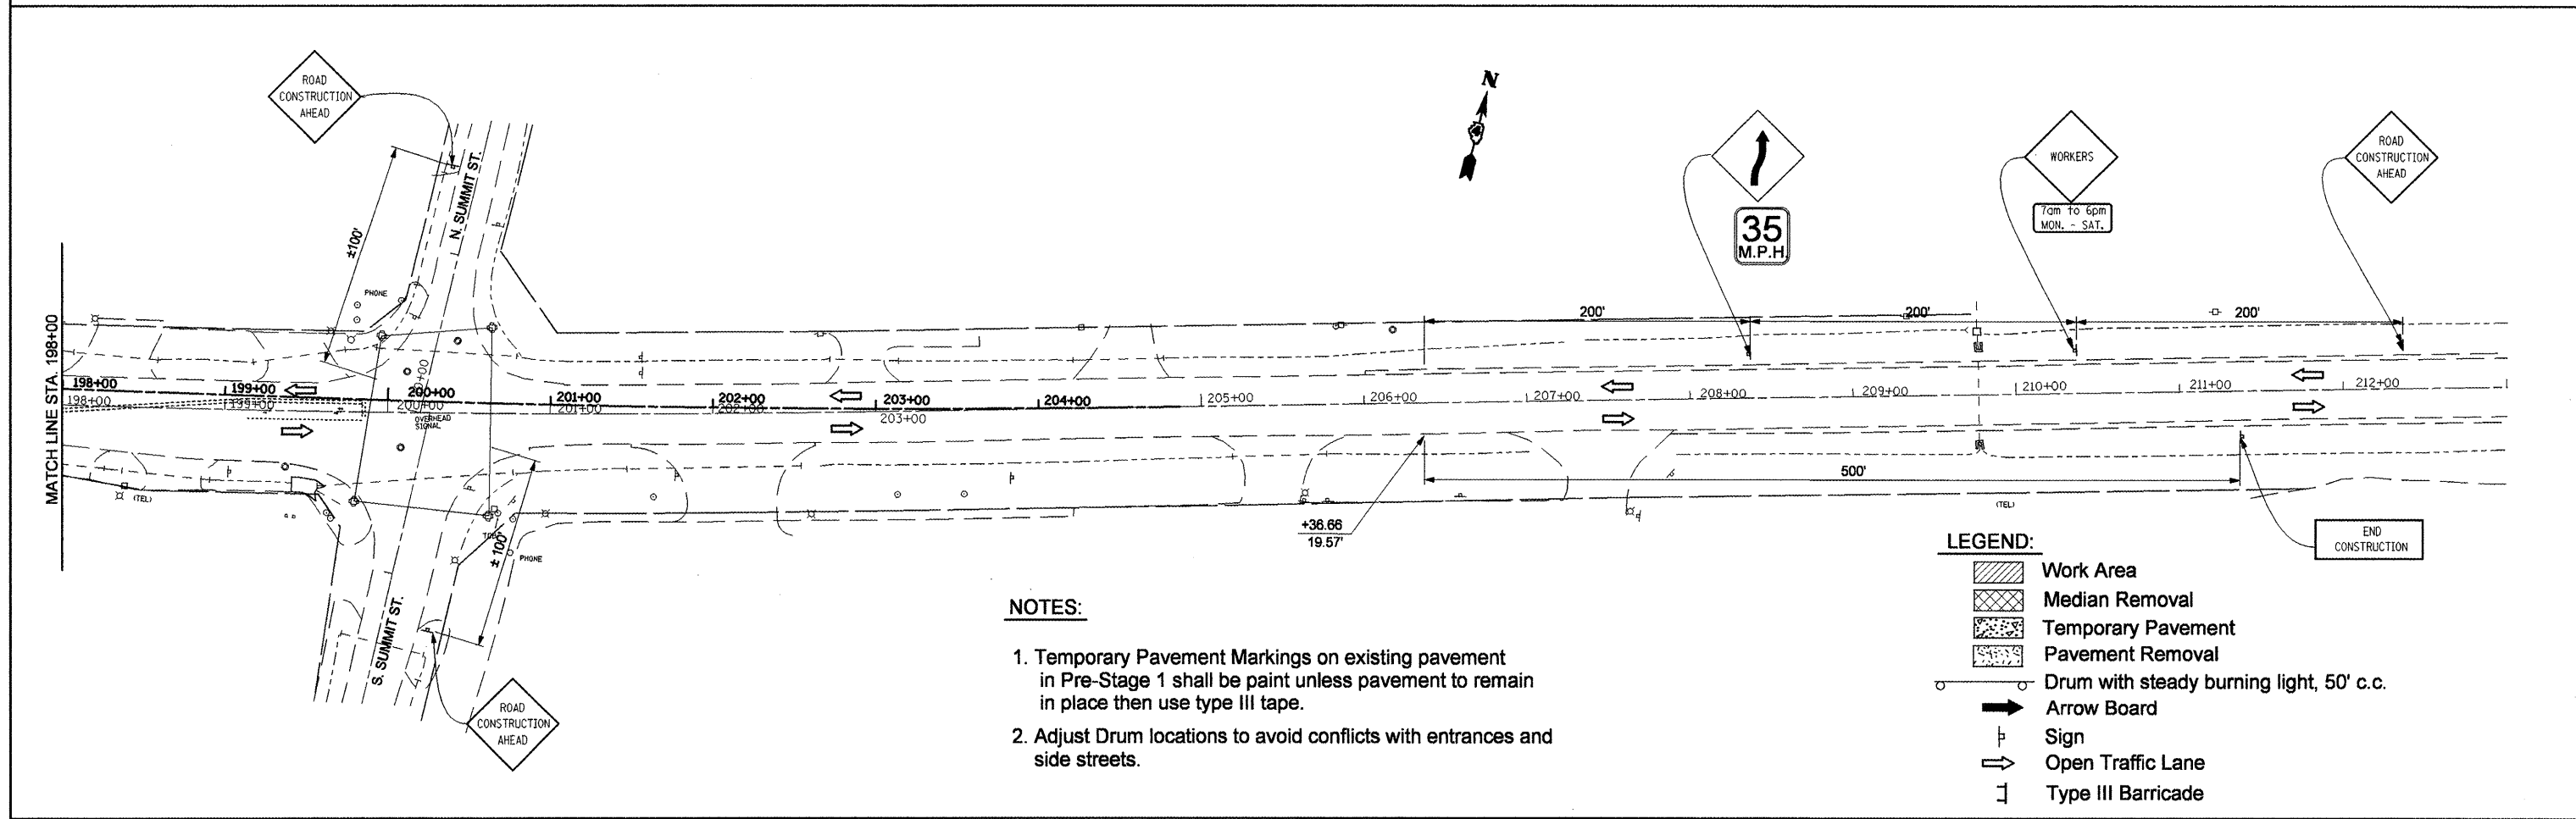 ROAD
CONSTRUCTION
AHEAD
N
ROAD
CONSTRUCTION
AHEAD
WORKERS
7am to 6pm
MON. - SAT.
35
M.P.H.
N. SUMMIT ST.
±100'
PHONE
MATCH LINE STA. 198+00
200'
200'
200'
198+00
199+00
200+00
201+00
202+00
203+00
204+00
205+00
206+00
207+00
208+00
209+00
210+00
211+00
212+00
198+00
199+00
200+00
201+00
202+00
203+00
OVERHEAD
SIGNAL
500'
(TEL)
(TEL)
+36.66
19.57'
±100'
PHONE
END
CONSTRUCTION
S. SUMMIT ST.
ROAD
CONSTRUCTION
AHEAD
NOTES:
1. Temporary Pavement Markings on existing pavement
in Pre-Stage 1 shall be paint unless pavement to remain
in place then use type III tape.
2. Adjust Drum locations to avoid conflicts with entrances and
side streets.
LEGEND:
Work Area
Median Removal
Temporary Pavement
Pavement Removal
Drum with steady burning light, 50' c.c.
Arrow Board
Sign
Open Traffic Lane
Type III Barricade